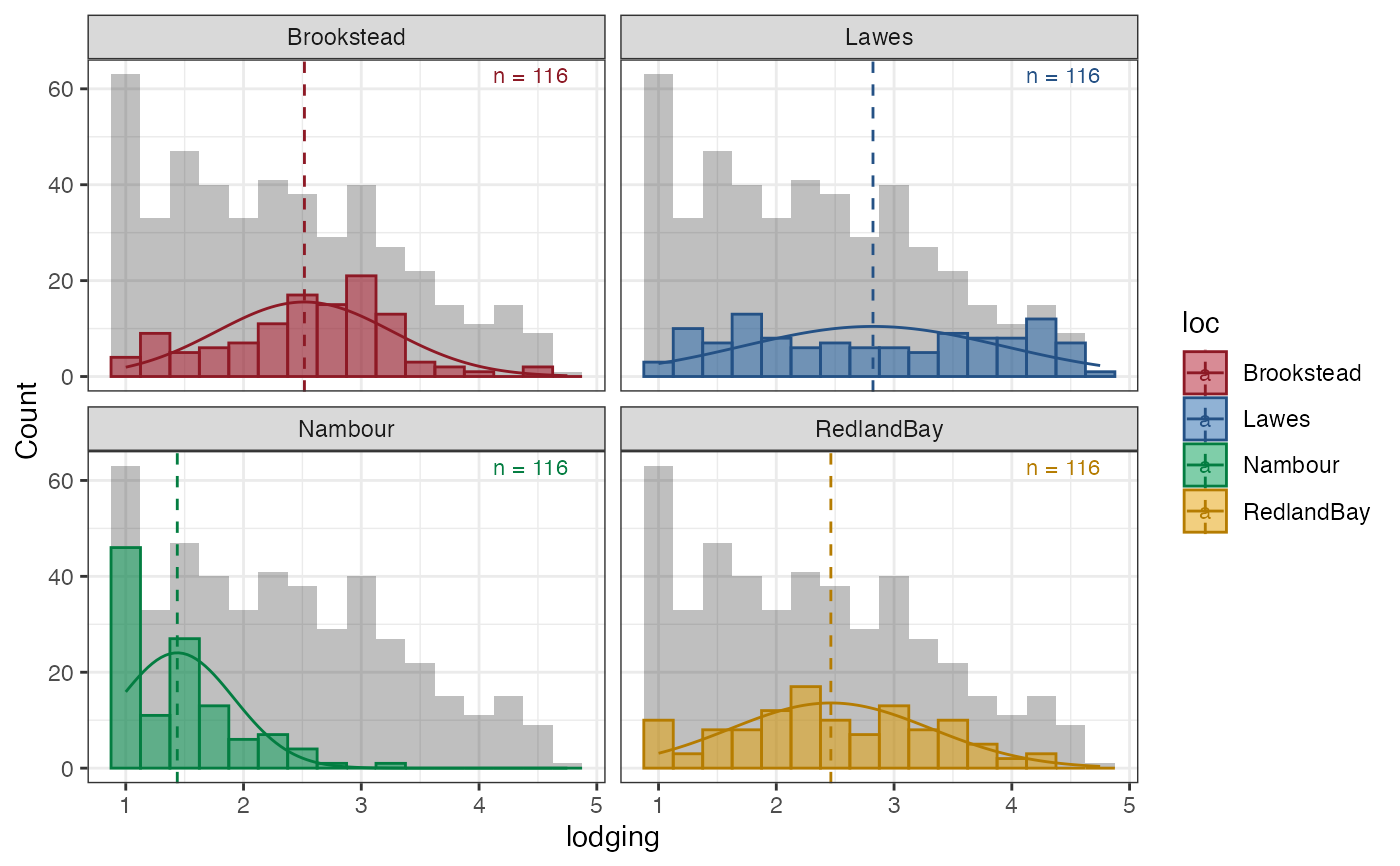 Brookstead
Lawes
n = 116
n = 116
60
40
20
0
Nambour
RedlandBay
n = 116
n = 116
60
40
20
0
1 2 3 4 5
1 2 3 4 5
Count
lodging
loc
a Brookstead
a Lawes
a Nambour
a RedlandBay